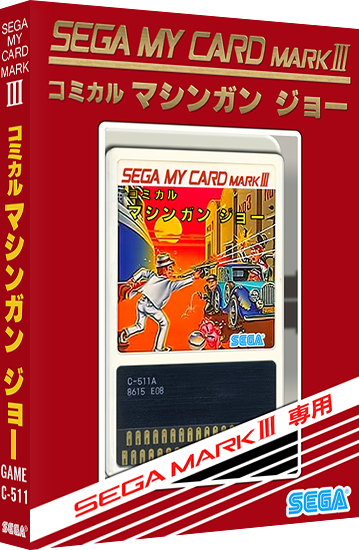 SEGA
MY
CARD
MARK
III
コミカル マシンガン ジョー
GAME
C-511
SEGA
SEGA MY CARD MARK III
コミカル マシンガン ジョー
SEGA MY CARD MARK III
コミカル
マシンガン ジョー
SEGA
C-511A
8615 E08
SEGA MARK III 専用
SEGA